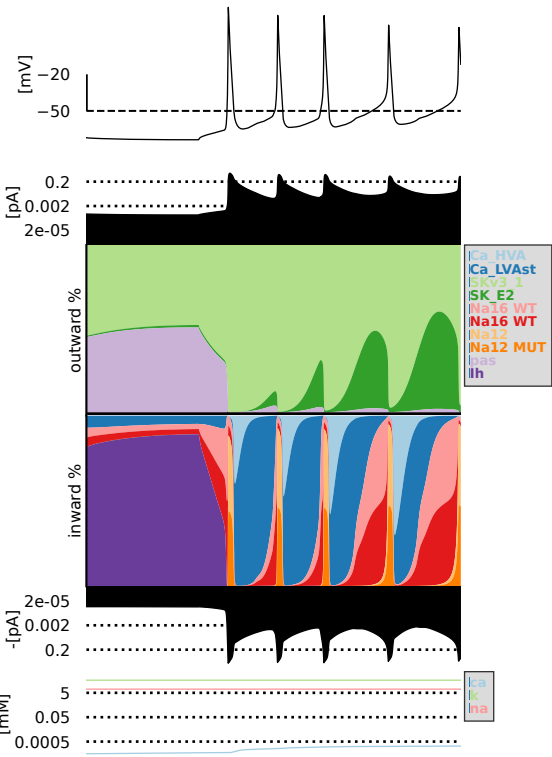 [mV]
−20
−50
[pA]
0.2
0.002
2e-05
outward %
Ca_HVA
Ca_LVAst
SKv3_1
SK_E2
Na16 WT
Na16 WT
Na12
Na12 MUT
pas
Ih
inward %
-[pA]
2e-05
0.002
0.2
[mM]
5
0.05
0.0005
ca
k
na